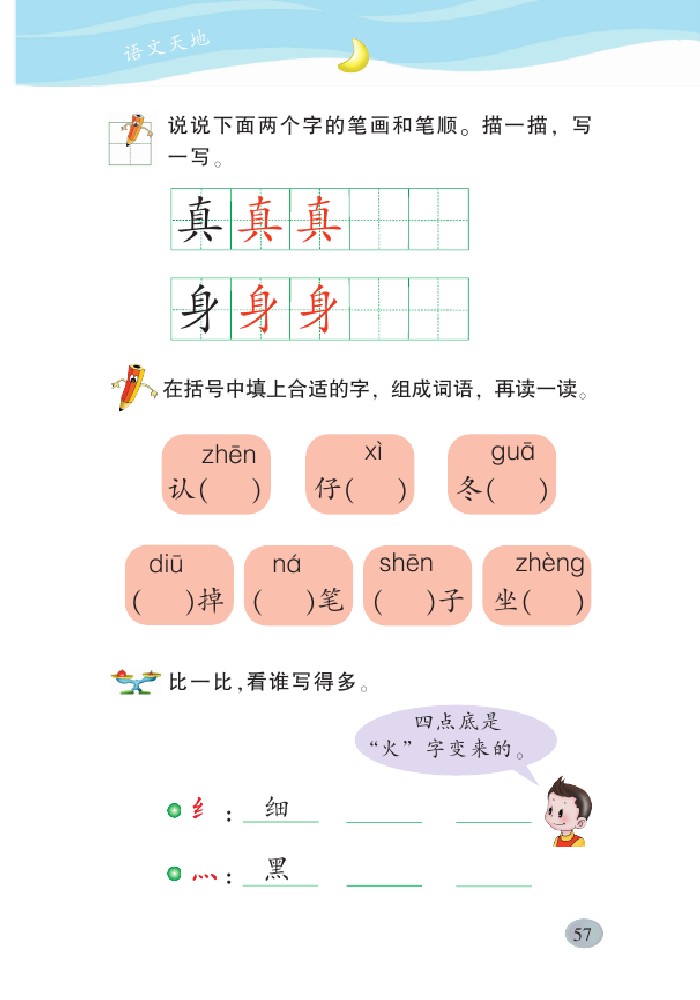 语文天地
说说下面两个字的笔画和笔顺。描一描，写
一写。
真 真 真
身 身 身
在括号中填上合适的字，组成词语，再读一读。
zhēn xì guā
认( ) 仔( ) 冬( )
diū ná shēn zhèng
( )掉 ( )笔 ( )子 坐( )
比一比,看谁写得多。
四点底是
“火”字变来的。
纟: 细
灬: 黑
57